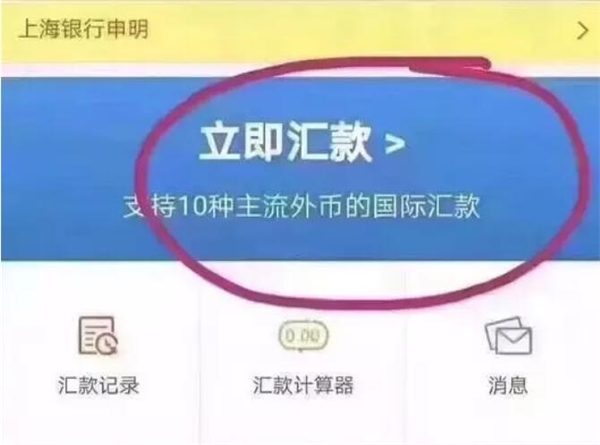 上海银行申明 >
立即汇款 >
支持10种主流外币的国际汇款
0.00
汇款记录 汇款计算器 消息